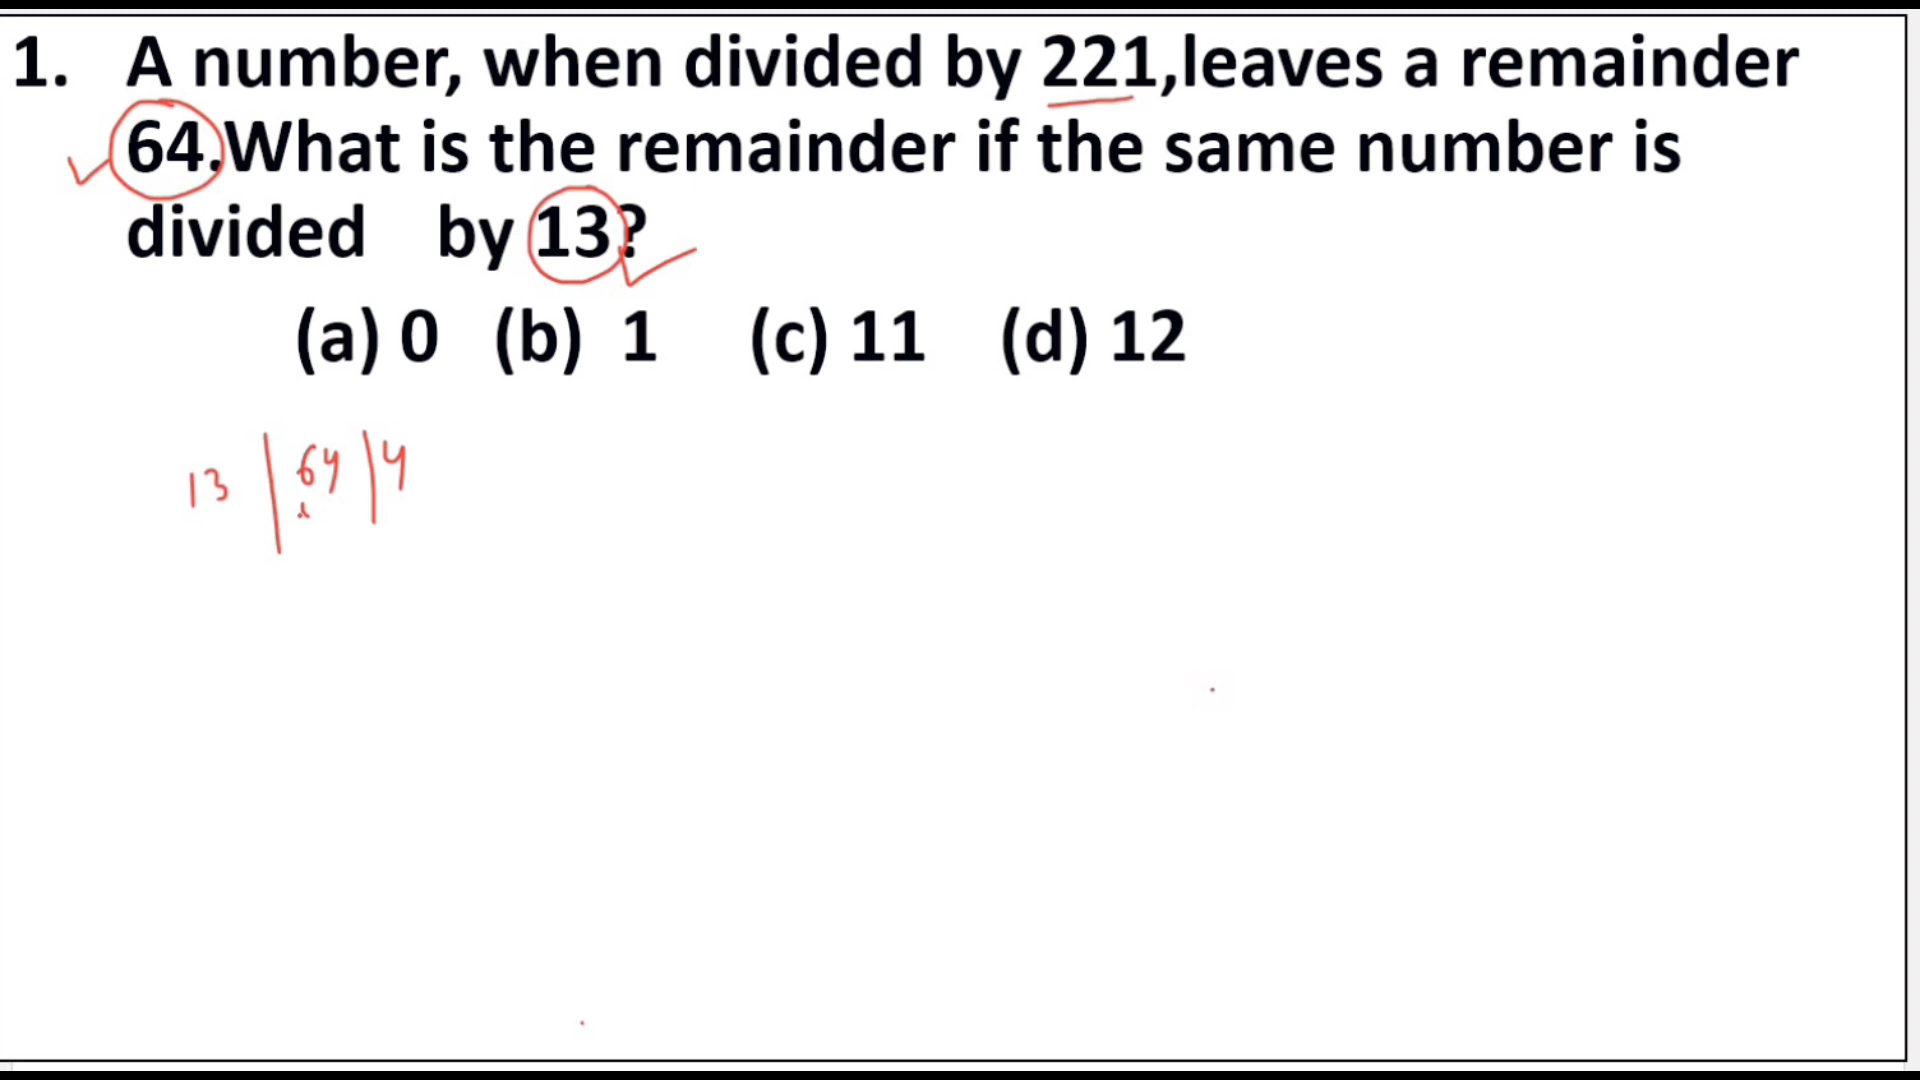 1. A number, when divided by 221,leaves a remainder
64.What is the remainder if the same number is
divided by 13?
(a) 0 (b) 1 (c) 11 (d) 12
13 | 64 | 4